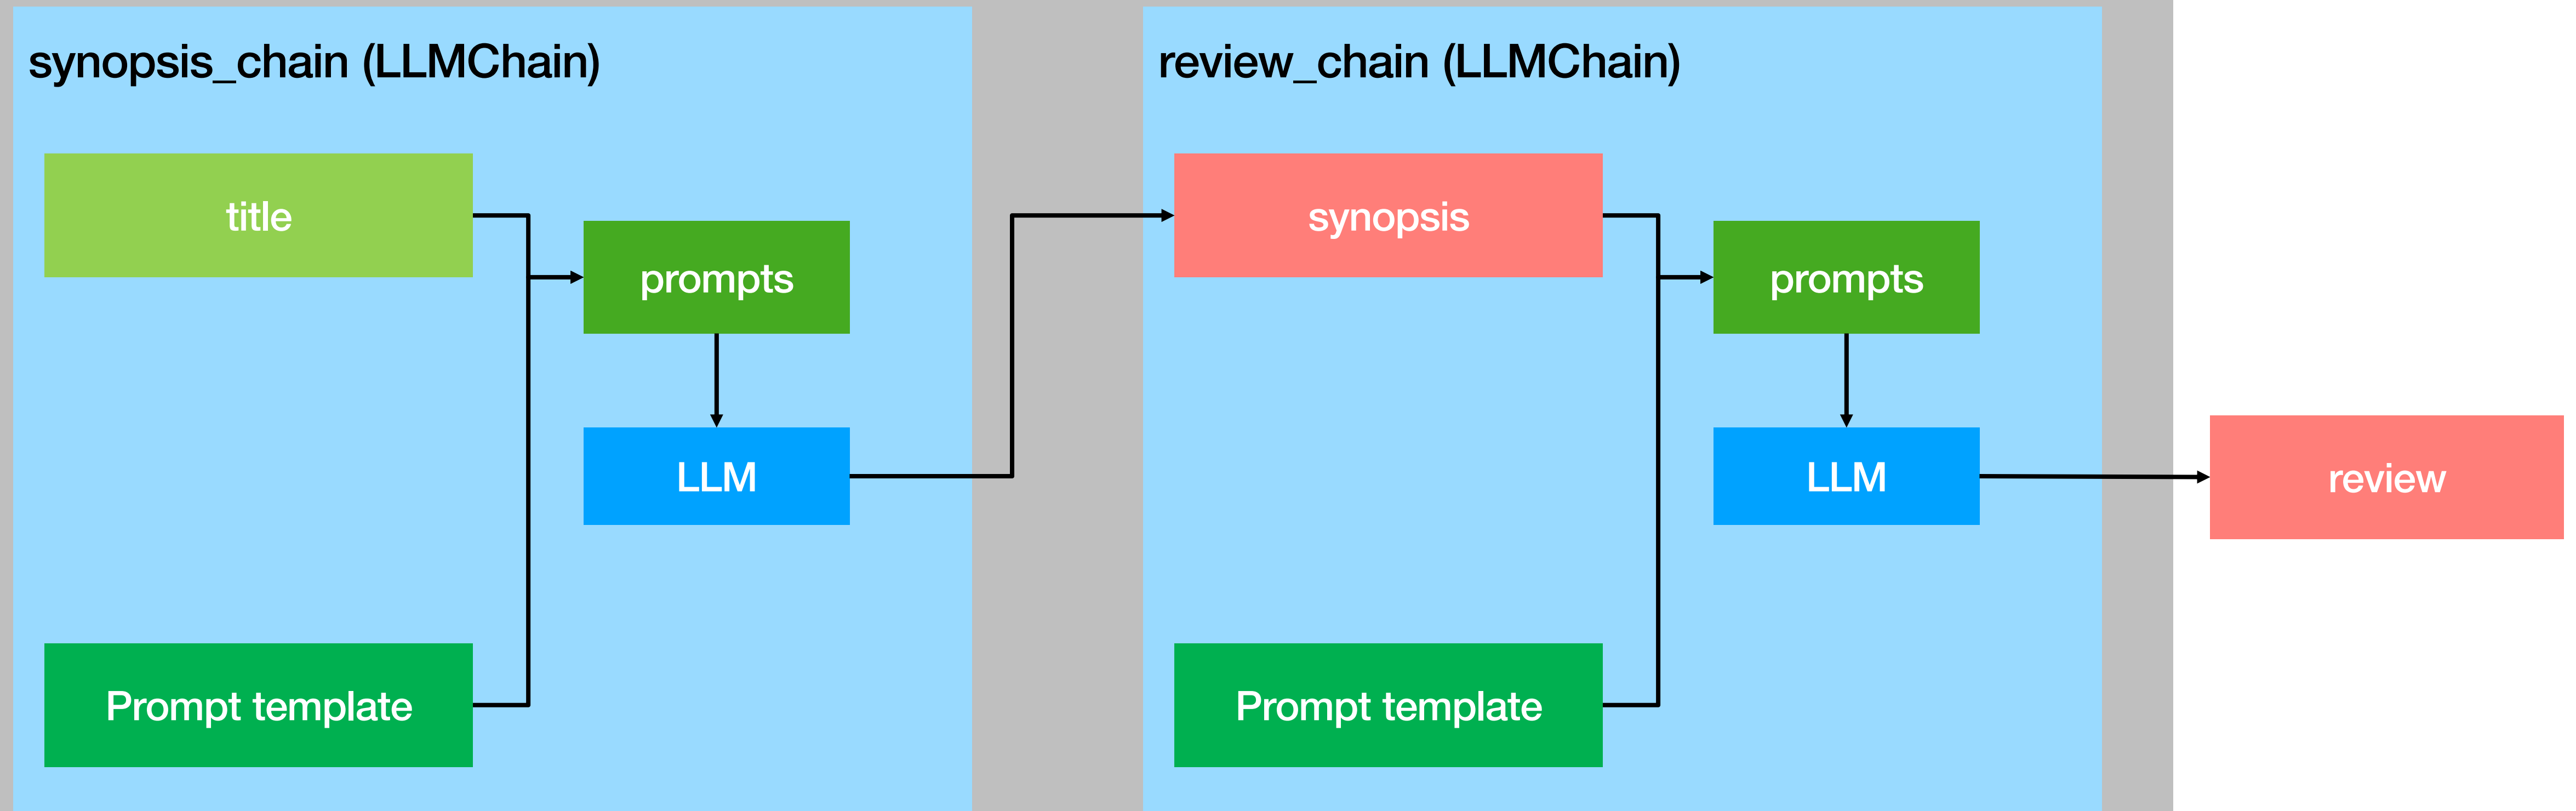 synopsis_chain (LLMChain)
title
prompts
LLM
Prompt template
review_chain (LLMChain)
synopsis
prompts
LLM
Prompt template
review